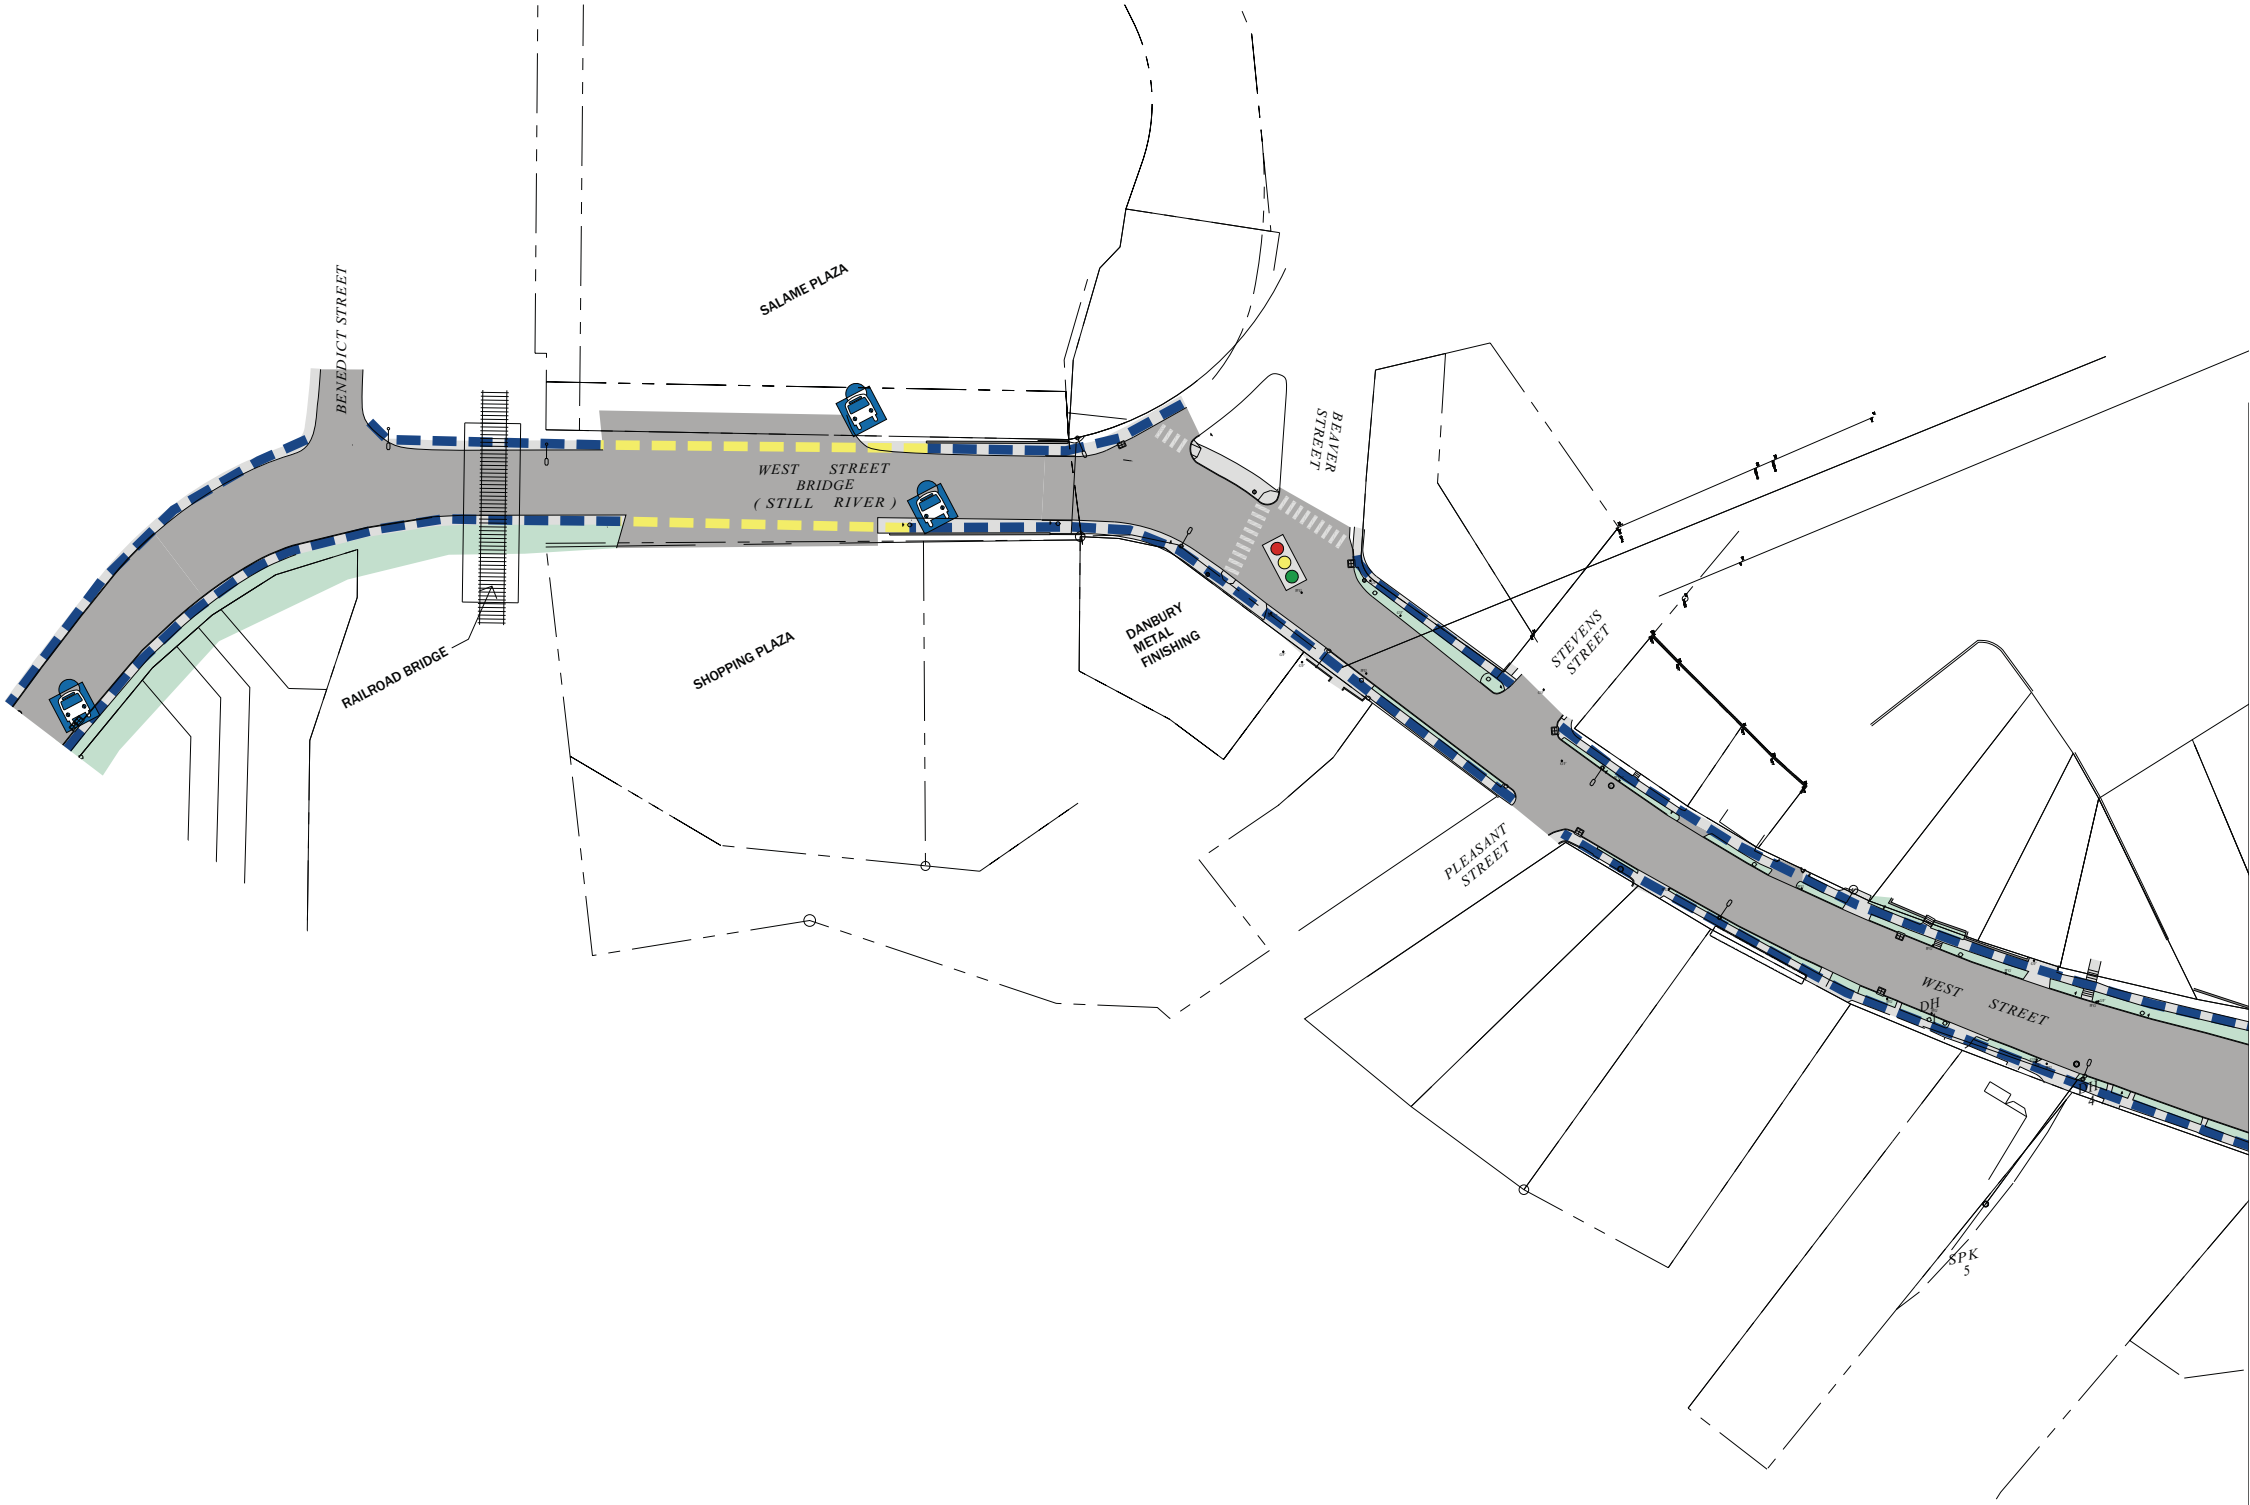 BENEDICT STREET
SALAME PLAZA
BEAVER
STREET
WEST STREET
BRIDGE
( STILL RIVER )
RAILROAD BRIDGE
SHOPPING PLAZA
DANBURY
METAL
FINISHING
STEVENS
STREET
PLEASANT
STREET
WEST STREET
DH
SPK
5